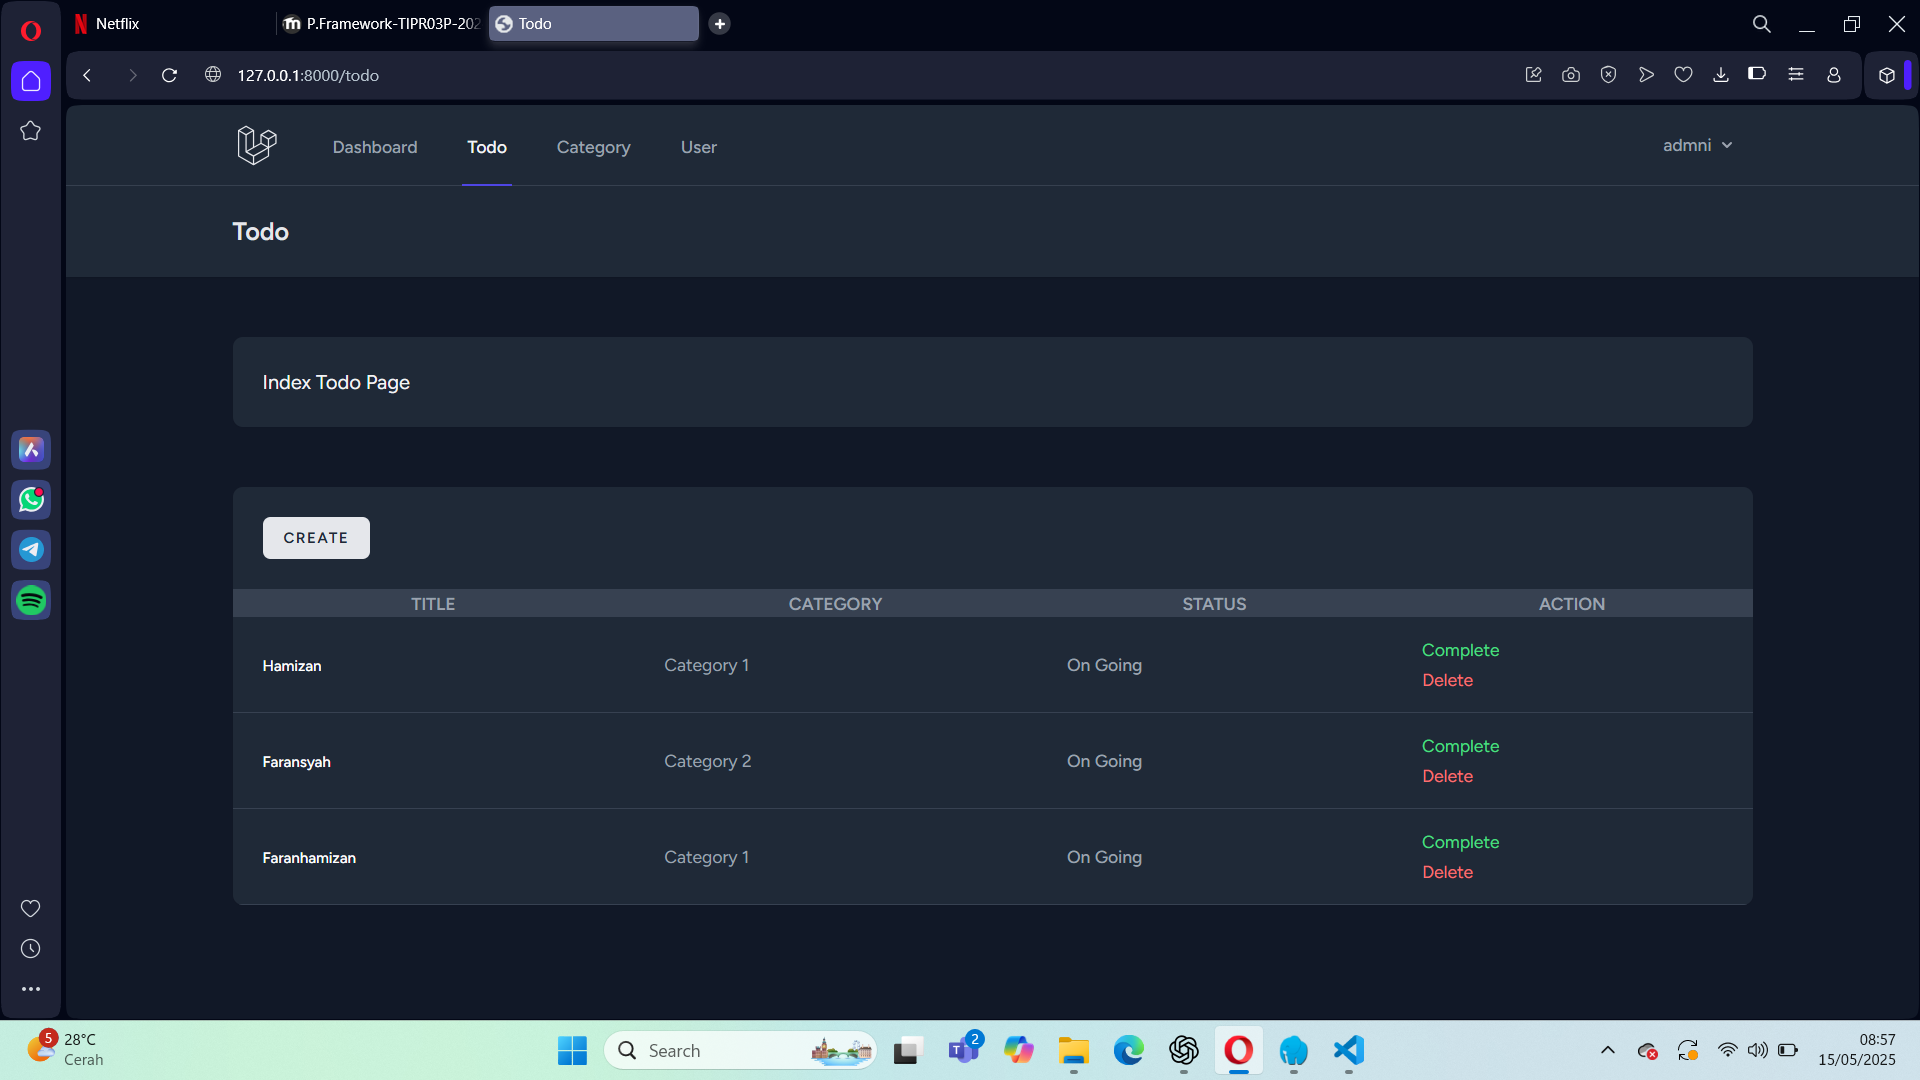 Netflix
P.Framework-TIPR03P-202
Todo
127.0.0.1:8000/todo
Dashboard
Todo
Category
User
admni
Todo
Index Todo Page
CREATE
TITLE CATEGORY STATUS ACTION
Hamizan Category 1 On Going Complete
Delete
Faransyah Category 2 On Going Complete
Delete
Faranhamizan Category 1 On Going Complete
Delete
5
28°C
Cerah
Search
2
08:57
15/05/2025